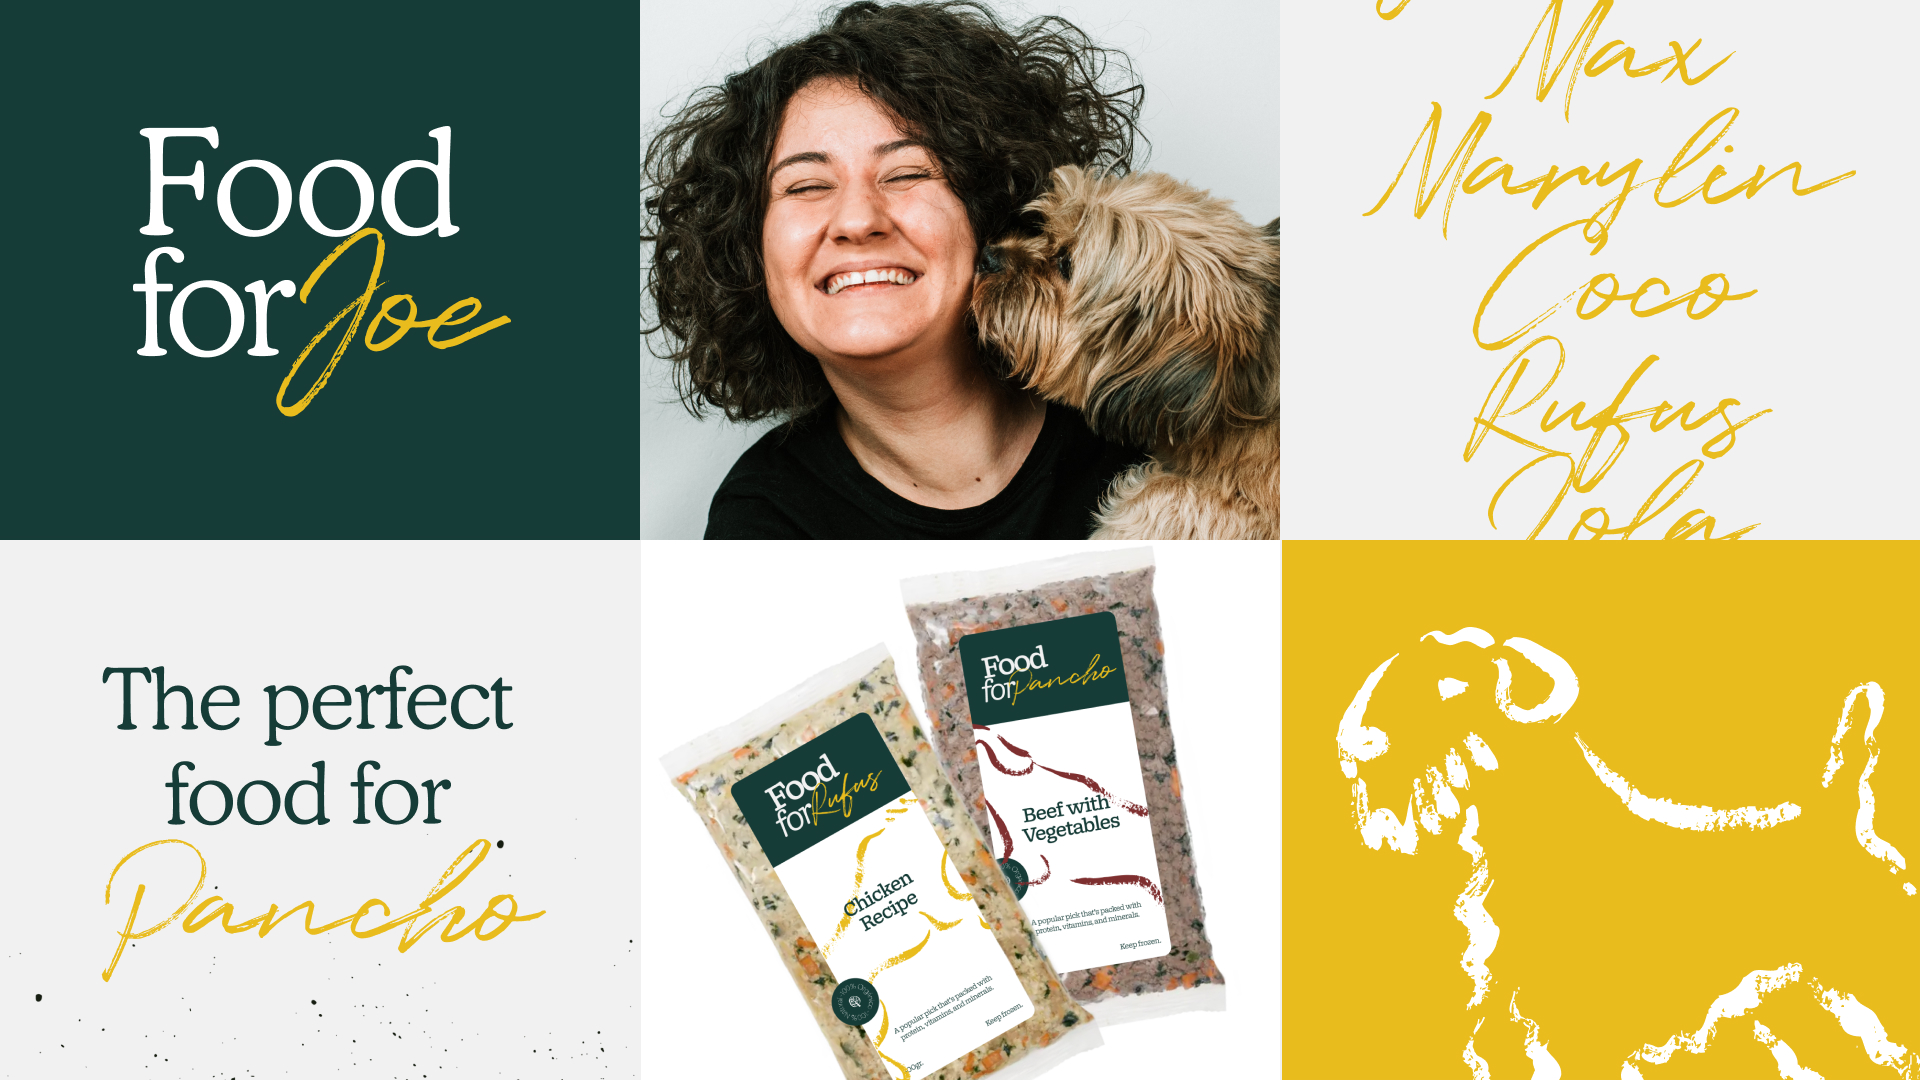 Food
for Joe
Max
Marylin
Coco
Rufus
Lola
The perfect
food for
Pancho
Food
for Rufus
Chicken
Recipe
A popular pick that's packed with
protein, vitamins, and minerals.
Keep frozen.
Food
for Pancho
Beef with
Vegetables
A popular pick that's packed with
protein, vitamins, and minerals.
Keep frozen.